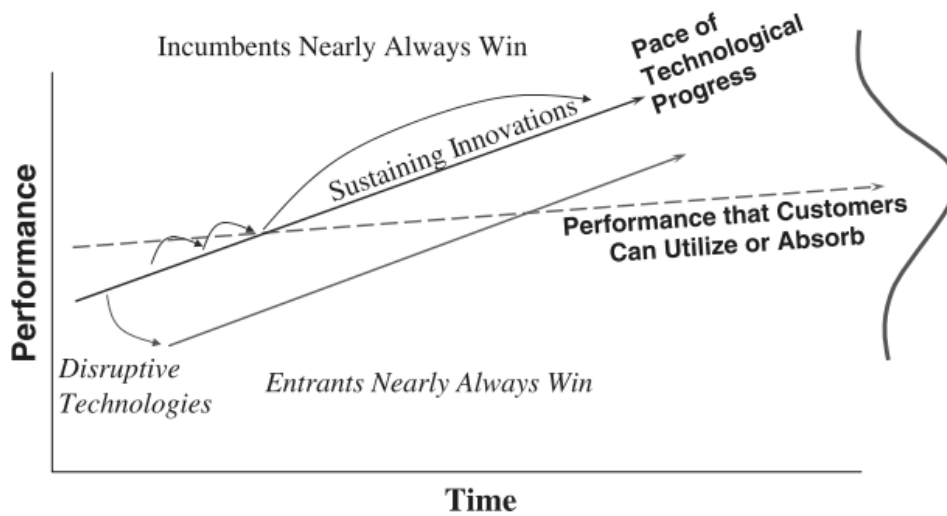 Incumbents Nearly Always Win
Pace of
Technological
Progress
Sustaining Innovations
Performance that Customers
Can Utilize or Absorb
Performance
Disruptive
Technologies
Entrants Nearly Always Win
Time